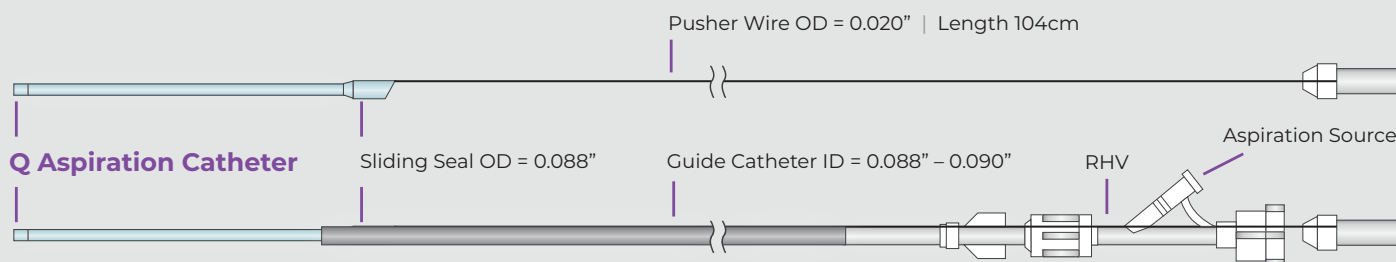 Pusher Wire OD = 0.020” | Length 104cm
Aspiration Source
Q Aspiration Catheter
Sliding Seal OD = 0.088”
Guide Catheter ID = 0.088” – 0.090”
RHV